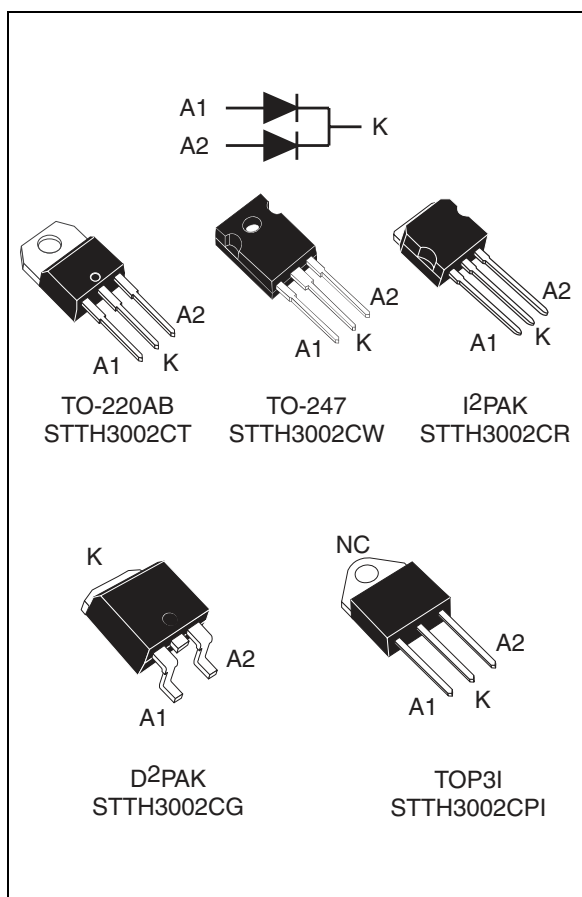 A1
K
A2
A2
K
A1
TO-220AB
STTH3002CT
A2
K
A1
TO-247
STTH3002CW
A2
K
A1
I²PAK
STTH3002CR
K
A2
A1
D²PAK
STTH3002CG
NC
A2
K
A1
TOP3I
STTH3002CPI